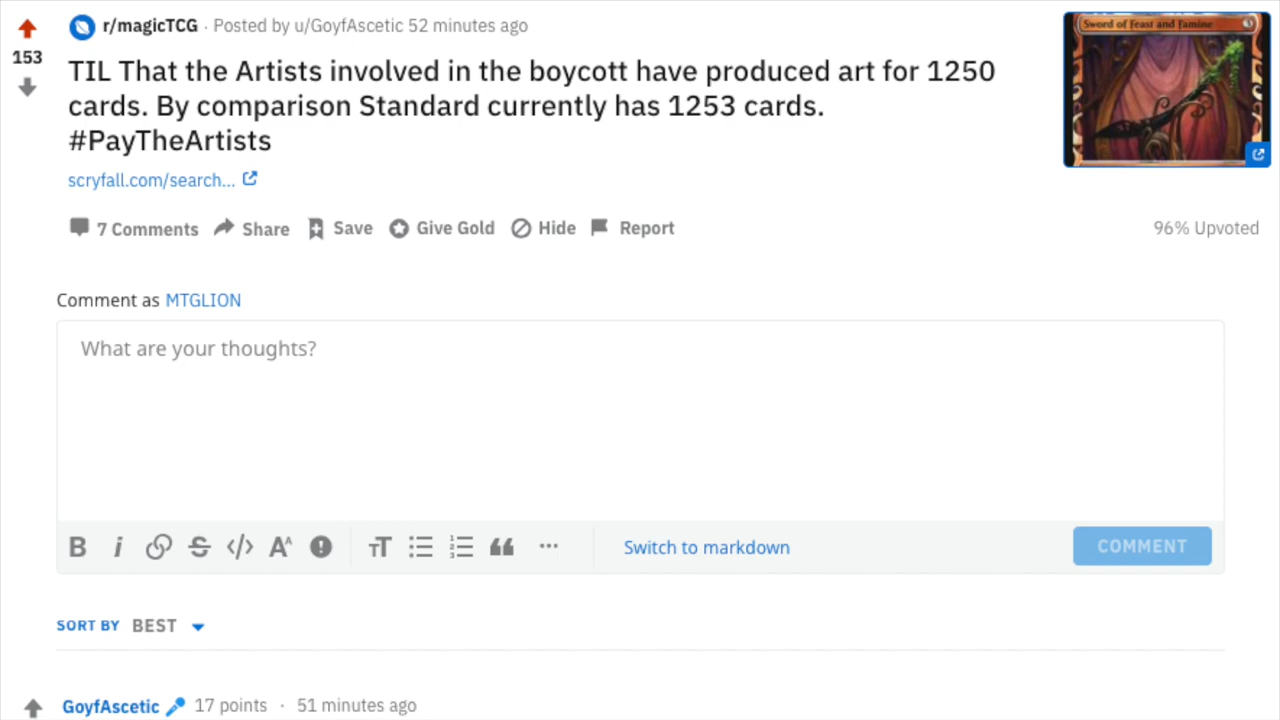 r/magicTCG · Posted by u/GoyfAscetic 52 minutes ago
153
TIL That the Artists involved in the boycott have produced art for 1250
cards. By comparison Standard currently has 1253 cards.
#PayTheArtists
Sword of Feast and Famine 3
scryfall.com/search...
7 Comments Share Save Give Gold Hide Report 96% Upvoted
Comment as MTGLION
What are your thoughts?
Switch to markdown COMMENT
SORT BY BEST
GoyfAscetic 17 points · 51 minutes ago